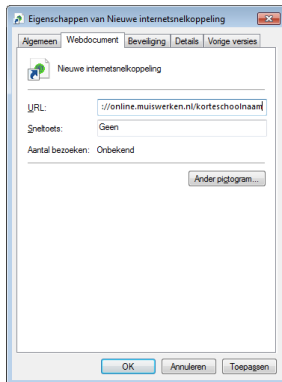 Eigenschappen van Nieuwe internetsnelkoppeling
Algemeen Webdocument Beveiliging Details Vorige versies
Nieuwe internetsnelkoppeling
URL: ://online.muiswerken.nl/korteschoolnaam
Sneltoets: Geen
Aantal bezoeken: Onbekend
Ander pictogram...
OK Annuleren Toepassen